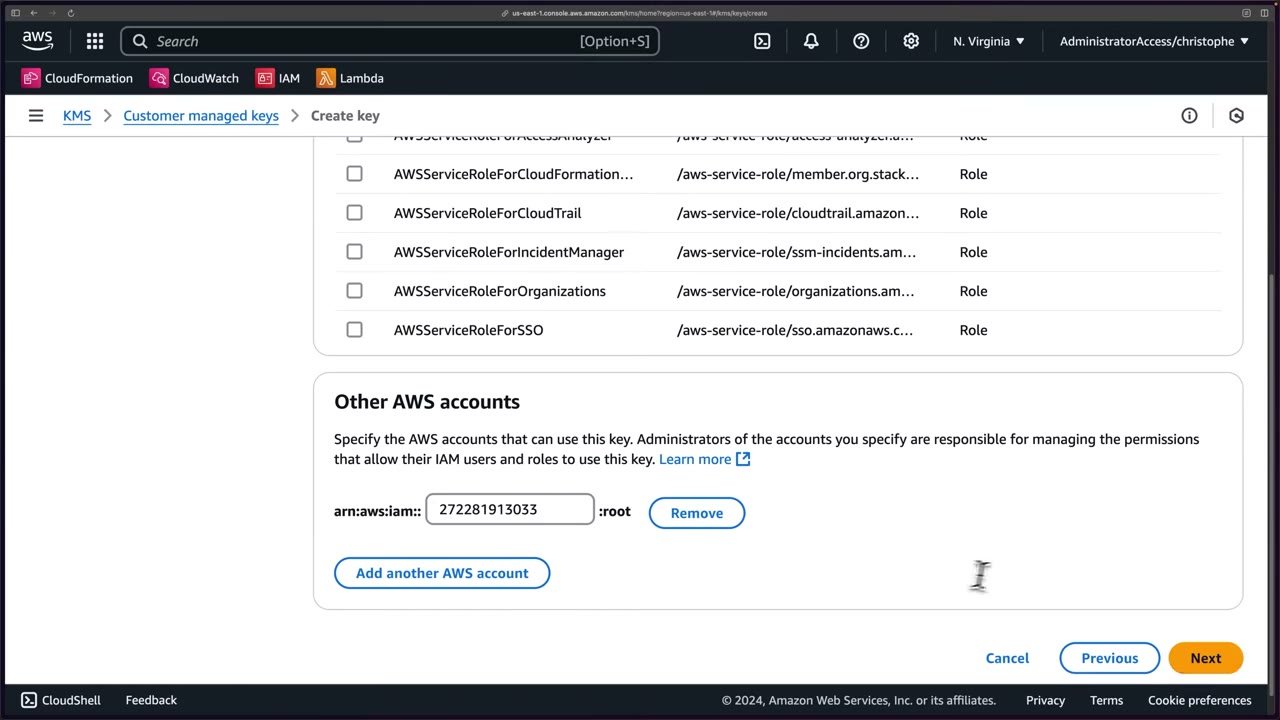 us-east-1.console.aws.amazon.com/kms/home?region=us-east-1#/kms/keys/create
aws
Search [Option+S] N. Virginia AdministratorAccess/christophe
CloudFormation CloudWatch IAM Lambda
KMS Customer managed keys Create key
AWSServiceRoleForAccessAnalyzer /aws-service-role/access-analyzer.a... Role
AWSServiceRoleForCloudFormation... /aws-service-role/member.org.stack... Role
AWSServiceRoleForCloudTrail /aws-service-role/cloudtrail.amazon... Role
AWSServiceRoleForIncidentManager /aws-service-role/ssm-incidents.am... Role
AWSServiceRoleForOrganizations /aws-service-role/organizations.am... Role
AWSServiceRoleForSSO /aws-service-role/sso.amazonaws.c... Role
Other AWS accounts
Specify the AWS accounts that can use this key. Administrators of the accounts you specify are responsible for managing the permissions
that allow their IAM users and roles to use this key. Learn more
arn:aws:iam:: 272281913033 :root Remove
Add another AWS account
Cancel Previous Next
CloudShell Feedback © 2024, Amazon Web Services, Inc. or its affiliates. Privacy Terms Cookie preferences